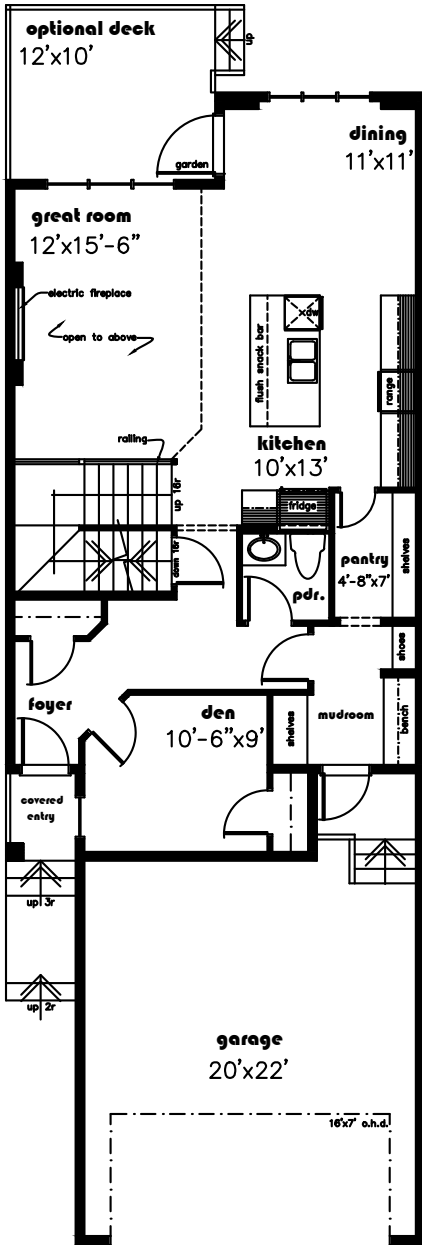 optional deck
12'x10'
up
dining
11'x11'
garden
great room
12'x15'-6"
electric fireplace
open to above
flush snack bar
dw
range
railing
kitchen
10'x13'
up 16r
fridge
down 16r
pantry
4'-8"x7'
shelves
pdr.
shoes
foyer
den
10'-6"x9'
shelves
mudroom
bench
covered
entry
up 3r
up 2r
garage
20'x22'
16'x7' o.h.d.